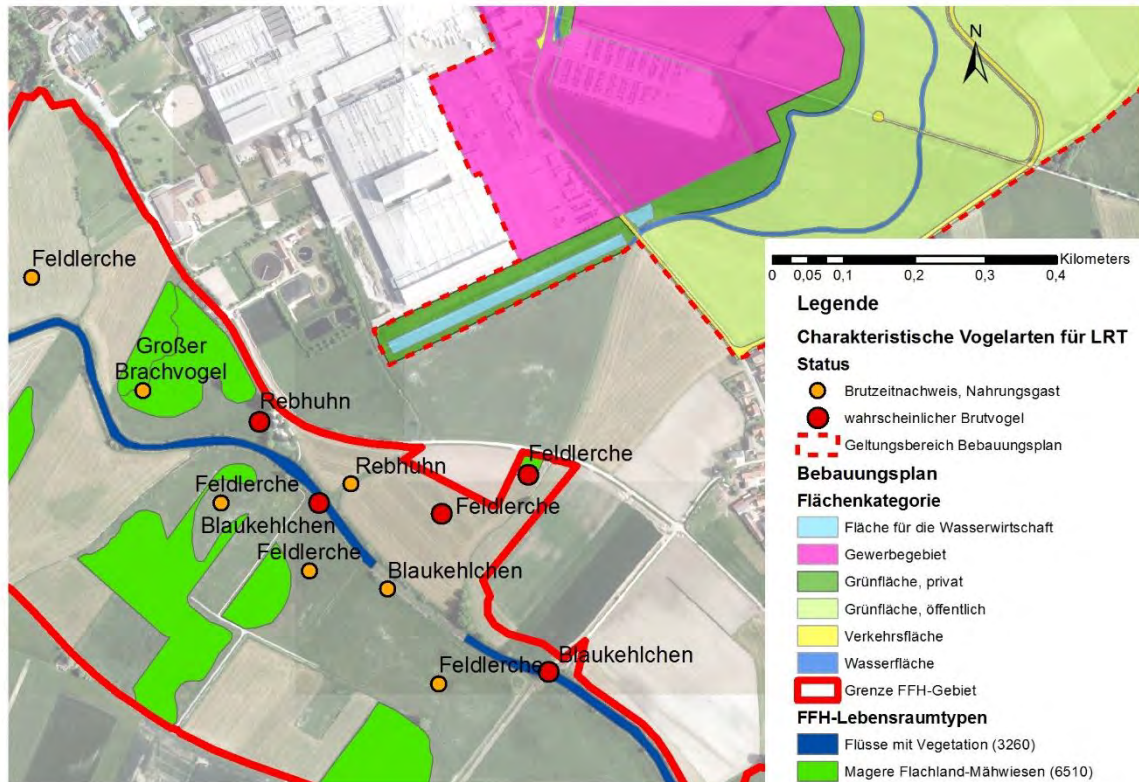 N
Feldlerche
Großer
Brachvogel
Rebhuhn
Feldlerche
Rebhuhn
Feldlerche
Feldlerche
Blaukehlchen
Feldlerche
Blaukehlchen
Feldlerche
Blaukehlchen
0 0,05 0,1 0,2 0,3 0,4 Kilometers
Legende
Charakteristische Vogelarten für LRT
Status
Brutzeitnachweis, Nahrungsgast
wahrscheinlicher Brutvogel
Geltungsbereich Bebauungsplan
Bebauungsplan
Flächenkategorie
Fläche für die Wasserwirtschaft
Gewerbegebiet
Grünfläche, privat
Grünfläche, öffentlich
Verkehrsfläche
Wasserfläche
Grenze FFH-Gebiet
FFH-Lebensraumtypen
Flüsse mit Vegetation (3260)
Magere Flachland-Mähwiesen (6510)